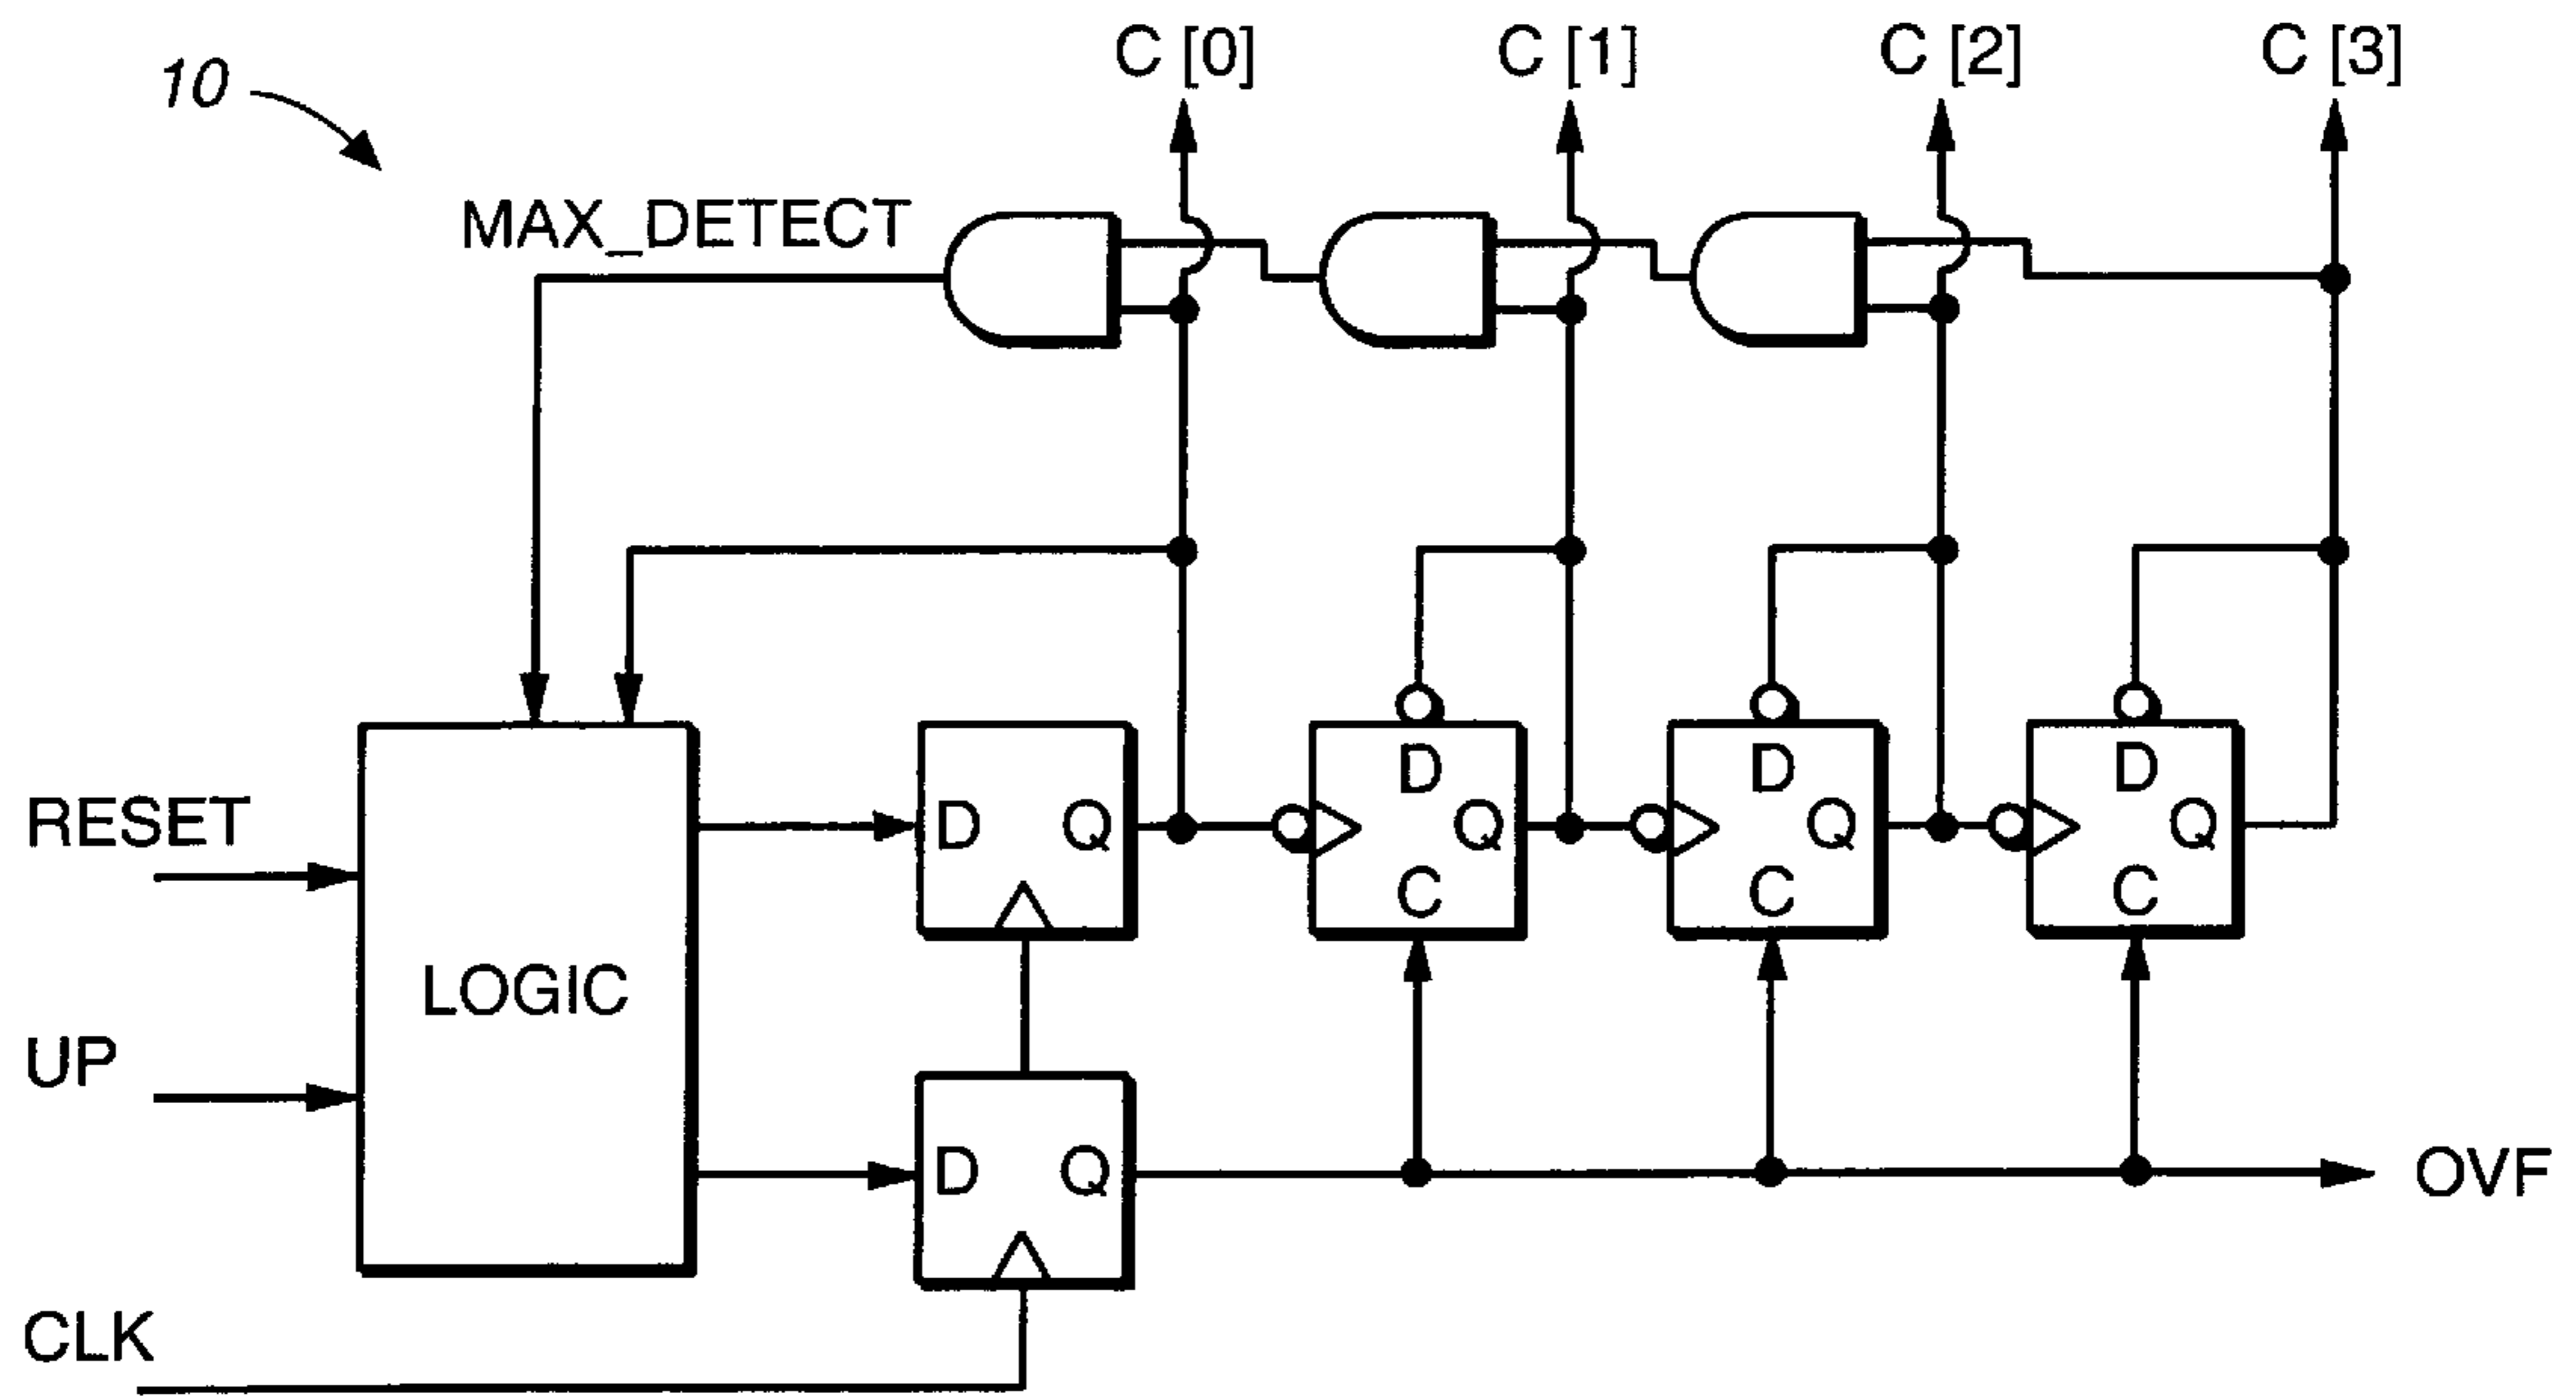 C [0] C [1] C [2] C [3]
10
MAX_DETECT
D D D
RESET D Q Q Q Q
C C C
LOGIC
UP
D Q OVF
CLK